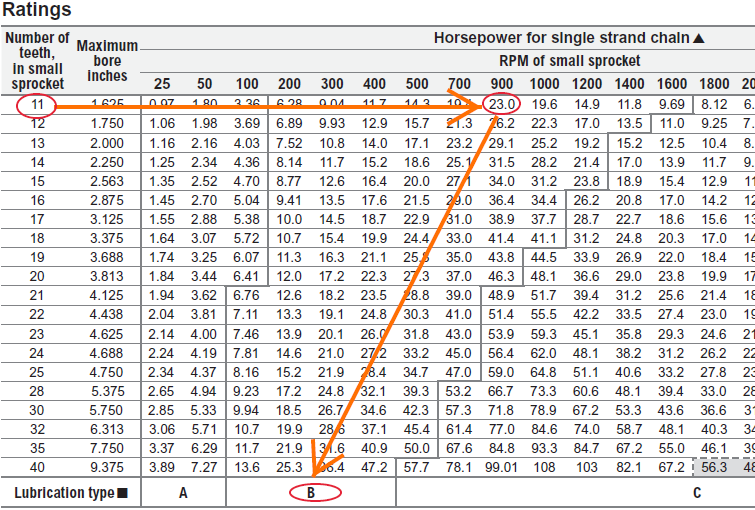 Ratings
Number of teeth, in small sprocket
Maximum bore inches
Horsepower for single strand chain▲
RPM of small sprocket
25 50 100 200 300 400 500 700 900 1000 1200 1400 1600 1800 20
11 1.625 0.97 1.80 3.36 6.28 9.04 11.7 14.3 23.0 19.6 14.9 11.8 9.69 8.12 6.
12 1.750 1.06 1.98 3.69 6.89 9.93 12.9 15.7 21.3 26.2 22.3 17.0 13.5 11.0 9.25 7.
13 2.000 1.16 2.16 4.03 7.52 10.8 14.0 17.1 23.2 29.1 25.2 19.2 15.2 12.5 10.4 8.
14 2.250 1.25 2.34 4.36 8.14 11.7 15.2 18.6 25.1 31.5 28.2 21.4 17.0 13.9 11.7 9.
15 2.563 1.35 2.52 4.70 8.77 12.6 16.4 20.0 27.1 34.0 31.2 23.8 18.9 15.4 12.9 11
16 2.875 1.45 2.70 5.04 9.41 13.5 17.6 21.5 29.0 36.4 34.4 26.2 20.8 17.0 14.2 12
17 3.125 1.55 2.88 5.38 10.0 14.5 18.7 22.9 31.0 38.9 37.7 28.7 22.7 18.6 15.6 13
18 3.375 1.64 3.07 5.72 10.7 15.4 19.9 24.4 33.0 41.4 41.1 31.2 24.8 20.3 17.0 14
19 3.688 1.74 3.25 6.07 11.3 16.3 21.1 25.8 35.0 43.8 44.5 33.9 26.9 22.0 18.4 15
20 3.813 1.84 3.44 6.41 12.0 17.2 22.3 27.3 37.0 46.3 48.1 36.6 29.0 23.8 19.9 17
21 4.125 1.94 3.62 6.76 12.6 18.2 23.5 28.8 39.0 48.9 51.7 39.4 31.2 25.6 21.4 18
22 4.438 2.04 3.81 7.11 13.3 19.1 24.8 30.3 41.0 51.4 55.5 42.2 33.5 27.4 23.0 19
23 4.625 2.14 4.00 7.46 13.9 20.1 26.0 31.8 43.0 53.9 59.3 45.1 35.8 29.3 24.6 21
24 4.688 2.24 4.19 7.81 14.6 21.0 27.2 33.2 45.0 56.4 62.0 48.1 38.2 31.2 26.2 22
25 4.750 2.34 4.37 8.16 15.2 21.9 28.4 34.7 47.0 59.0 64.8 51.1 40.6 33.2 27.8 23
28 5.375 2.65 4.94 9.23 17.2 24.8 32.1 39.3 53.2 66.7 73.3 60.6 48.1 39.4 33.0 28
30 5.750 2.85 5.33 9.94 18.5 26.7 34.6 42.3 57.3 71.8 78.9 67.2 53.3 43.6 36.6 31
32 6.313 3.06 5.71 10.7 19.9 28.6 37.1 45.4 61.4 77.0 84.6 74.0 58.7 48.1 40.3 34
35 7.750 3.37 6.29 11.7 21.9 31.6 40.9 50.0 67.6 84.8 93.3 84.7 67.2 55.0 46.1 39
40 9.375 3.89 7.27 13.6 25.3 36.4 47.2 57.7 78.1 99.01 108 103 82.1 67.2 56.3 48
Lubrication type■ A B C